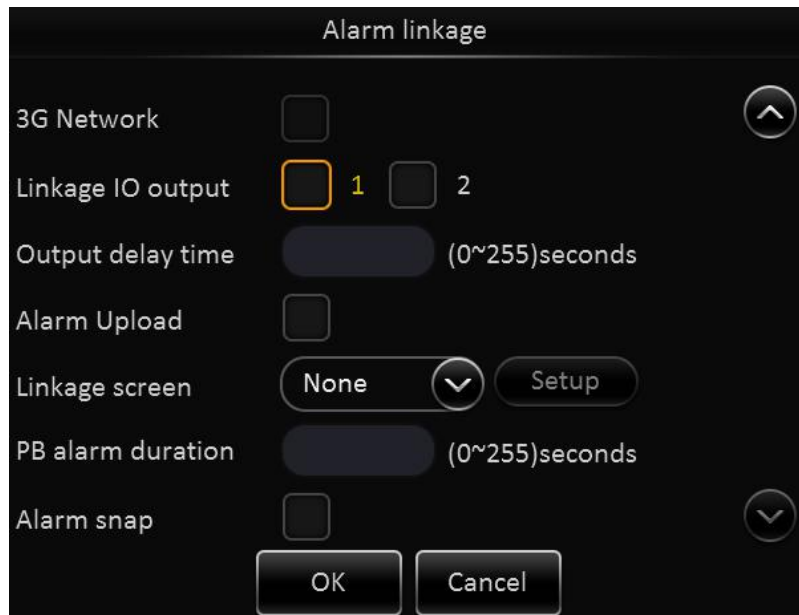 Alarm linkage
3G Network
Linkage IO output 1 2
Output delay time (0~255)seconds
Alarm Upload
Linkage screen None Setup
PB alarm duration (0~255)seconds
Alarm snap
OK Cancel